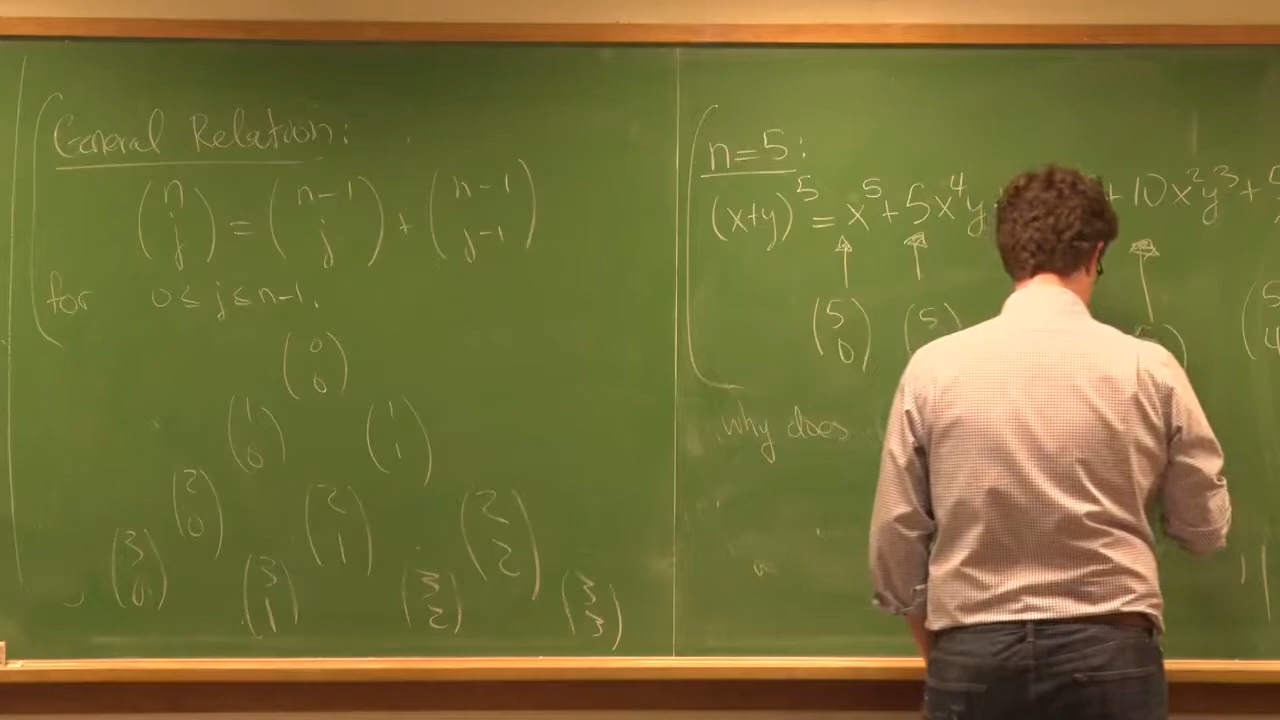 General Relation:
(n j) = (n-1 j) + (n-1 j-1)
for 0 ≤ j ≤ n-1.
(0 0)
(1 0) (1 1)
(2 0) (2 1) (2 2)
(3 0) (3 1) (3 2) (3 3)
n=5:
(x+y)^5 = x^5 + 5x^4y +10x^2y^3+
(5 0) (5
why does